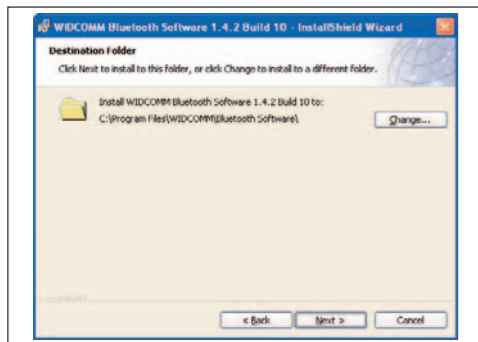 WIDCOMM Bluetooth Software 1.4.2 Build 10 - InstallShield Wizard
Destination Folder
Click Next to install to this folder, or click Change to install to a different folder.
Install WIDCOMM Bluetooth Software 1.4.2 Build 10 to:
C:\Program Files\WIDCOMM\Bluetooth Software\
Change...
InstallShield
< Back
Next >
Cancel